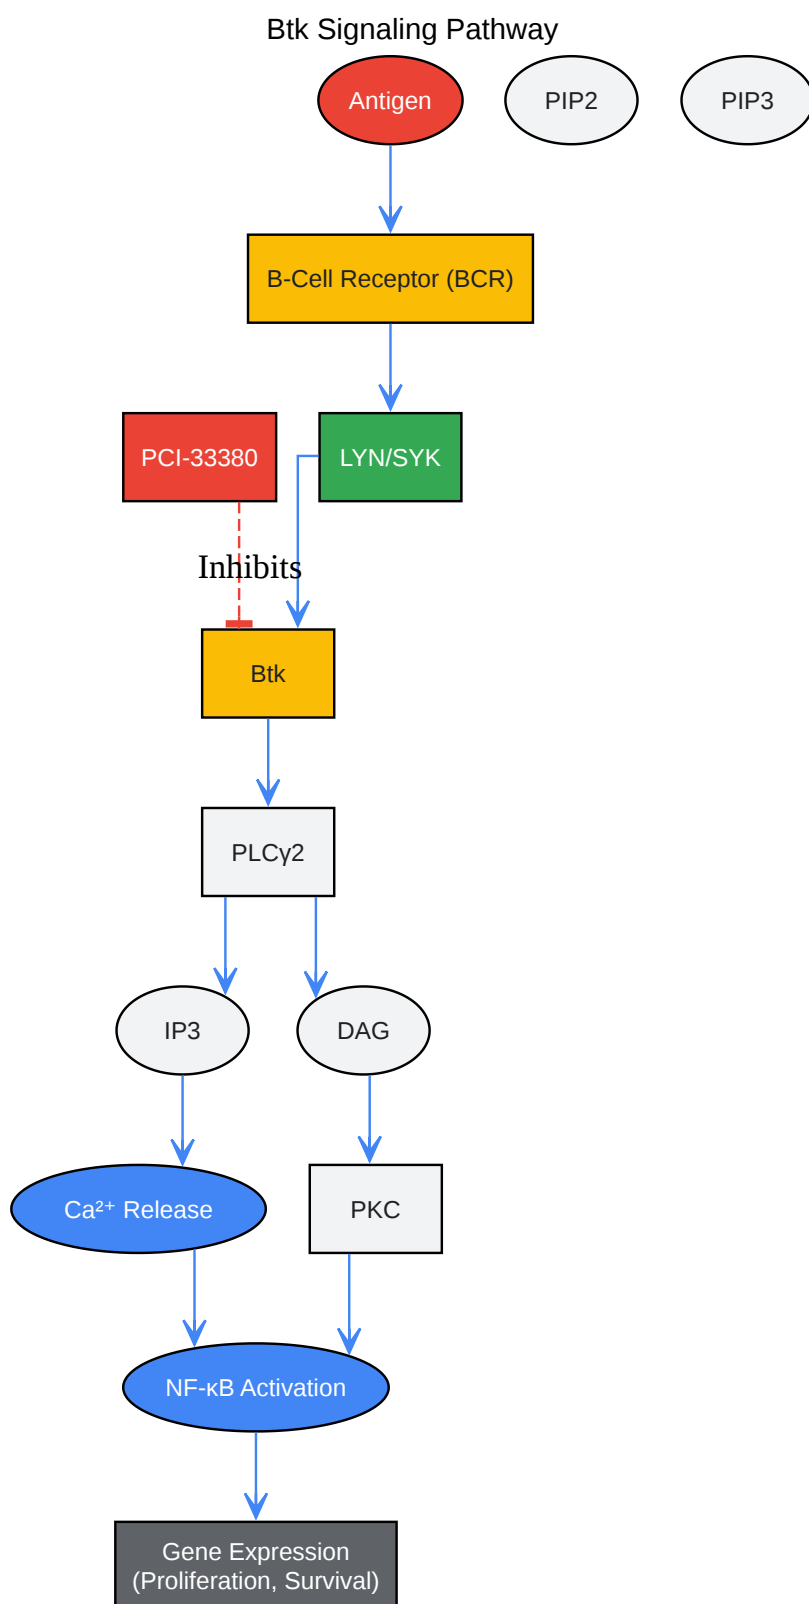 Btk Signaling Pathway
Antigen
PIP2
PIP3
B-Cell Receptor (BCR)
PCI-33380
LYN/SYK
Inhibits
Btk
PLCγ2
IP3
DAG
Ca²⁺ Release
PKC
NF-κB Activation
Gene Expression
(Proliferation, Survival)